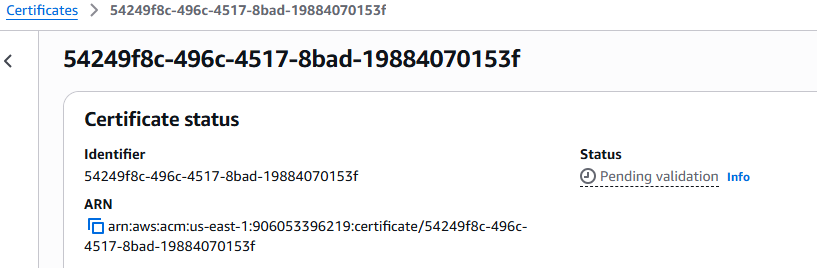 Certificates > 54249f8c-496c-4517-8bad-19884070153f
54249f8c-496c-4517-8bad-19884070153f
Certificate status
Identifier
54249f8c-496c-4517-8bad-19884070153f
Status
Pending validation Info
ARN
arn:aws:acm:us-east-1:906053396219:certificate/54249f8c-496c-
4517-8bad-19884070153f